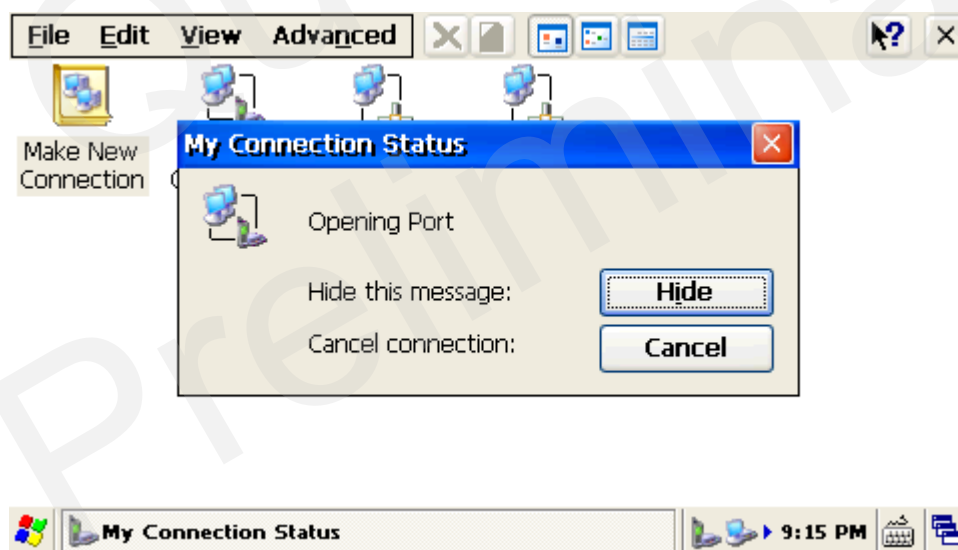 File Edit View Advanced
Make New
Connection
My Connection Status
Opening Port
Hide this message:
Hide
Cancel connection:
Cancel
My Connection Status
9:15 PM